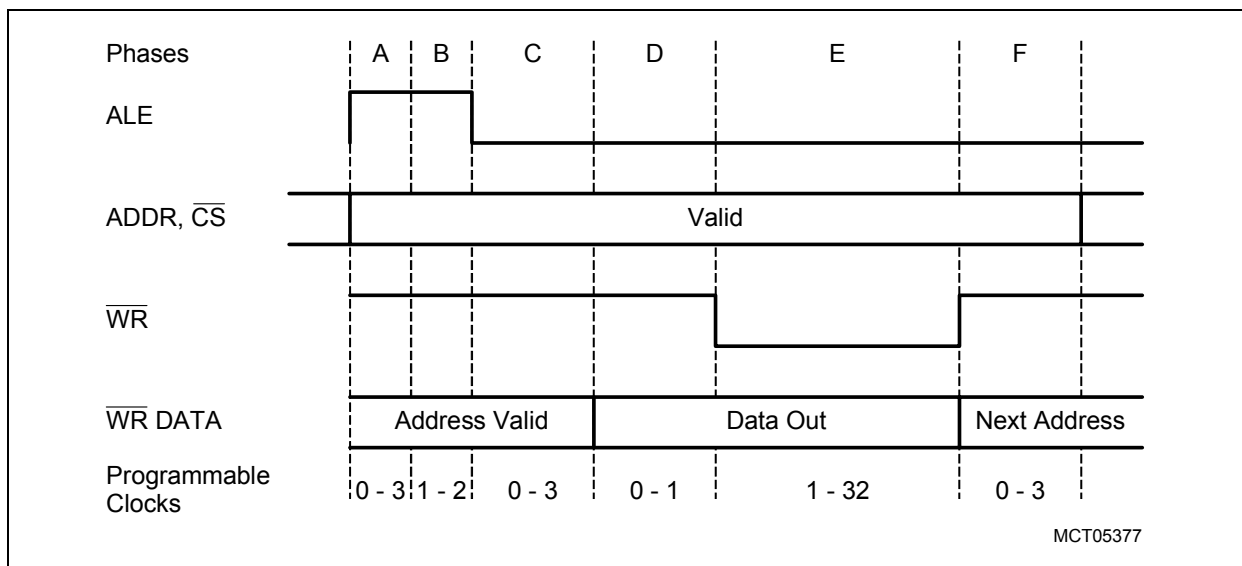 Phases A B C D E F
ALE
ADDR, CS Valid
WR
WR DATA Address Valid Data Out Next Address
Programmable
Clocks 0 - 3 1 - 2 0 - 3 0 - 1 1 - 32 0 - 3
MCT05377